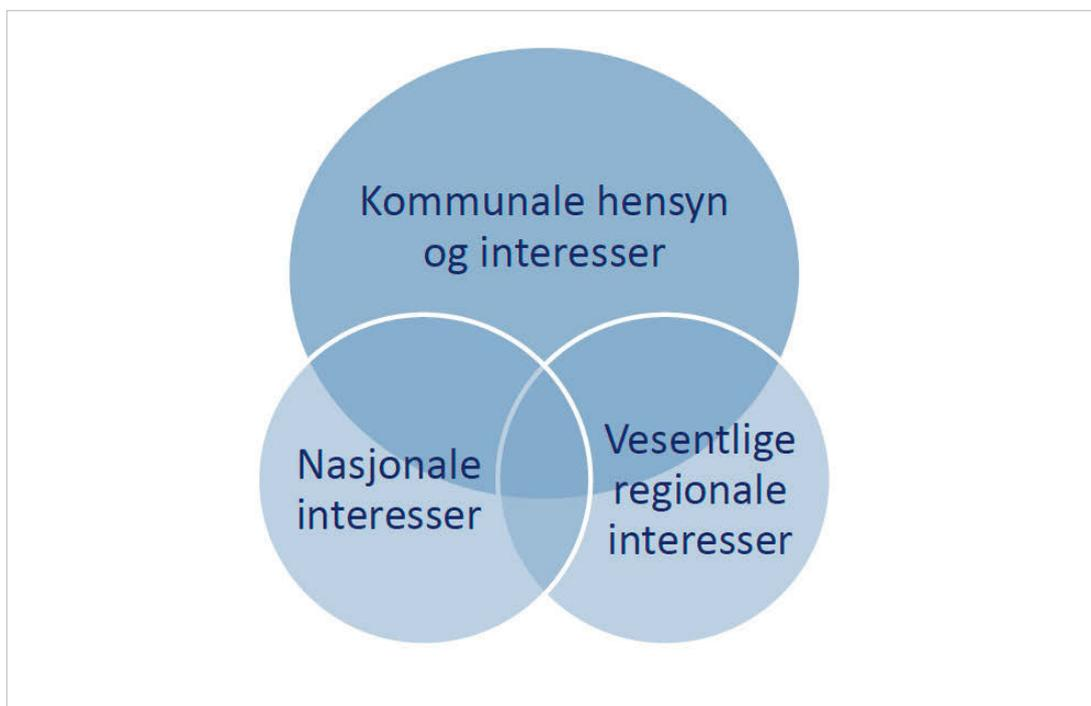 Kommunale hensyn
og interesser
Nasjonale
interesser
Vesentlige
regionale
interesser